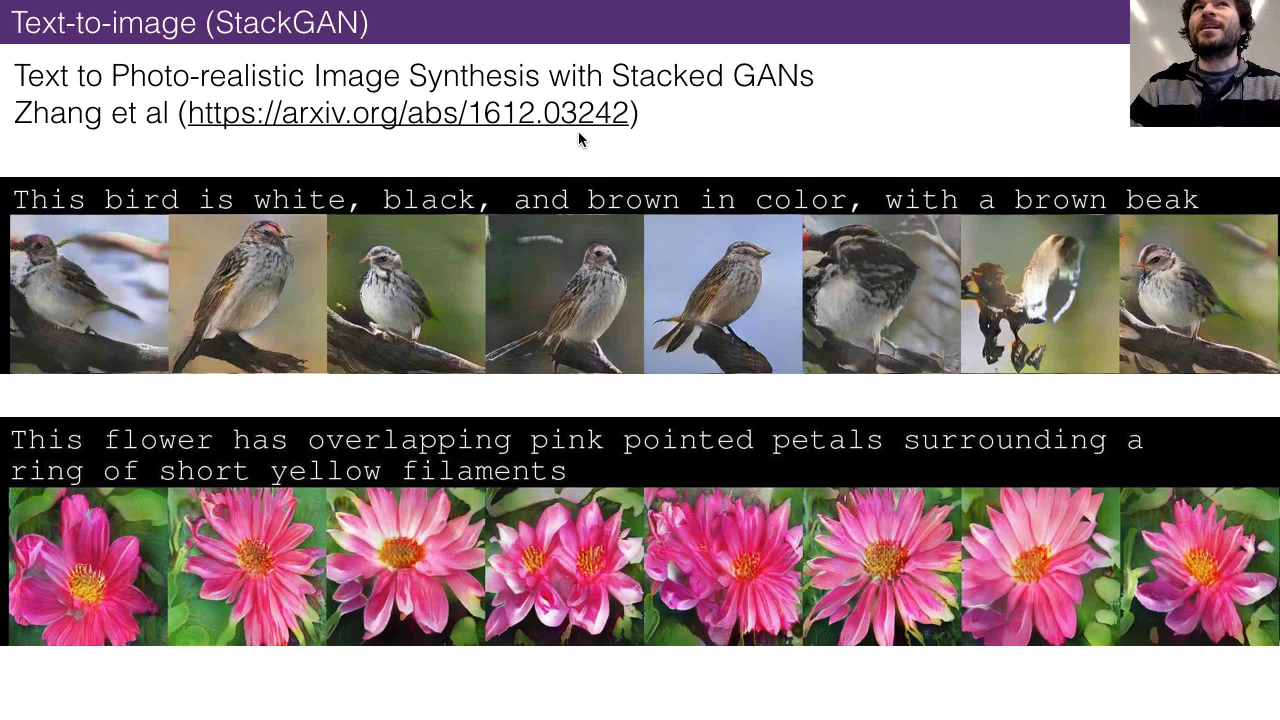 Text-to-image (StackGAN)
Text to Photo-realistic Image Synthesis with Stacked GANs
Zhang et al (https://arxiv.org/abs/1612.03242)
This bird is white, black, and brown in color, with a brown beak
This flower has overlapping pink pointed petals surrounding a
ring of short yellow filaments